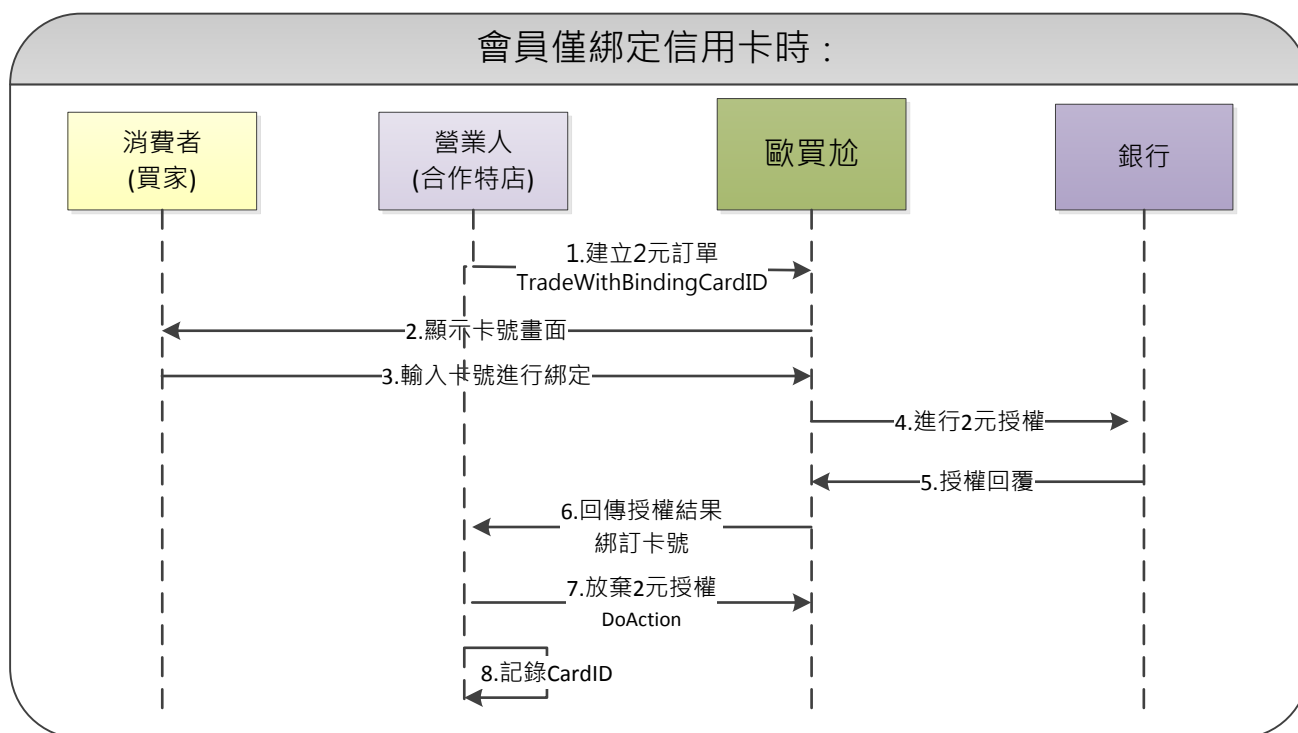 會員僅綁定信用卡時：
消費者
(買家)
營業人
(合作特店)
歐買尬
銀行
1.建立2元訂單
TradeWithBindingCardID
2.顯示卡號畫面
3.輸入卡號進行綁定
4.進行2元授權
5.授權回覆
6.回傳授權結果
綁訂卡號
7.放棄2元授權
DoAction
8.記錄CardID